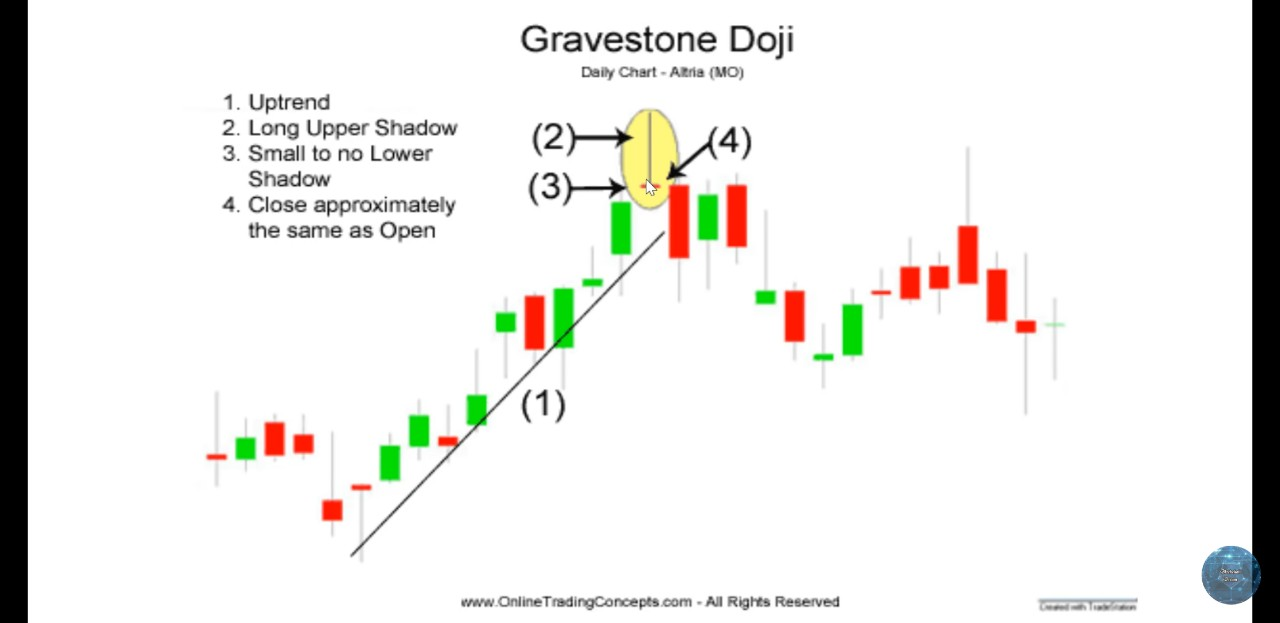 Gravestone Doji
Daily Chart - Altria (MO)
1. Uptrend
2. Long Upper Shadow
3. Small to no Lower
Shadow
4. Close approximately
the same as Open
(2)
(4)
(3)
(1)
www.OnlineTradingConcepts.com - All Rights Reserved
Created with TradeStation